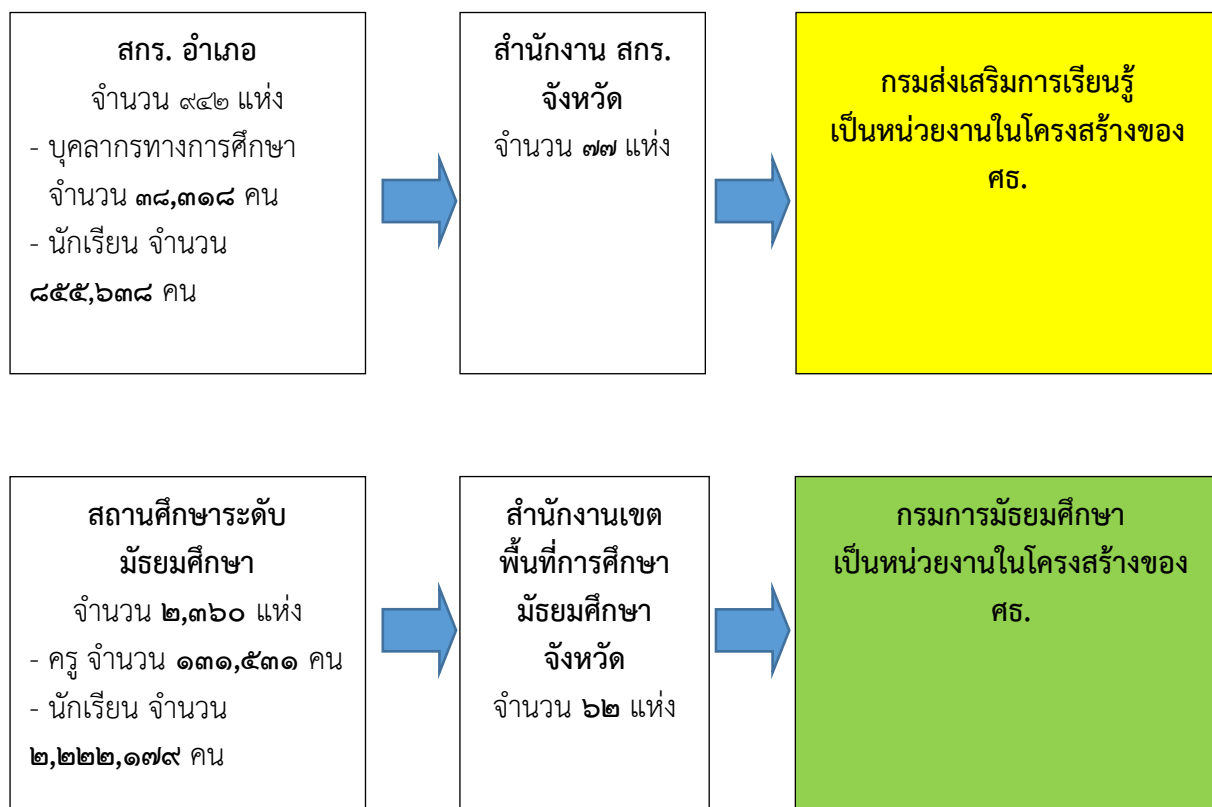 สกร. อำเภอ
จำนวน ๙๔๒ แห่ง
- บุคลากรทางการศึกษา
จำนวน ๓๘,๓๑๘ คน
- นักเรียน จำนวน
๘๕๕,๖๓๘ คน
สำนักงาน สกร.
จังหวัด
จำนวน ๗๗ แห่ง
กรมส่งเสริมการเรียนรู้
เป็นหน่วยงานในโครงสร้างของ
ศธ.
สถานศึกษาระดับ
มัธยมศึกษา
จำนวน ๒,๓๖๐ แห่ง
- ครู จำนวน ๑๓๑,๕๓๑ คน
- นักเรียน จำนวน
๒,๒๒๒,๑๗๙ คน
สำนักงานเขต
พื้นที่การศึกษา
มัธยมศึกษา
จังหวัด
จำนวน ๖๒ แห่ง
กรมการมัธยมศึกษา
เป็นหน่วยงานในโครงสร้างของ
ศธ.